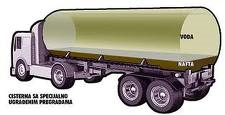 VODA
NAFTA
CISTERNA SA SPECIJALNO
UGRAĐENIM PREGRADAMA